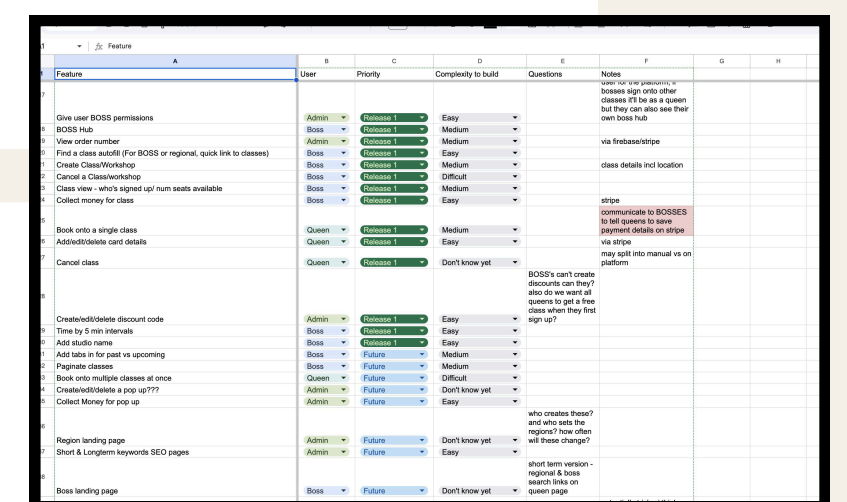 Feature
A B C D E F G H
Feature User Priority Complexity to build Questions Notes
bosses sign onto other
classes it'll be as a queen
but they can also see their
Give user BOSS permissions Admin Release 1 Easy own boss hub
BOSS Hub Boss Release 1 Medium
View order number Admin Release 1 Medium via firebase/stripe
Find a class autofill (For BOSS or regional, quick link to classes) Boss Release 1 Easy
Create Class/Workshop Boss Release 1 Medium class details incl location
Cancel a Class/workshop Boss Release 1 Difficult
Class view - who's signed up/ num seats available Boss Release 1 Medium
Collect money for class Boss Release 1 Easy stripe
communicate to BOSSES
to tell queens to save
Book onto a single class Queen Release 1 Medium payment details on stripe
Add/edit/delete card details Queen Release 1 Easy via stripe
may split into manual vs on
Cancel class Queen Release 1 Don't know yet platform
BOSS's can't create
discounts can they?
also do we want all
queens to get a free
class when they first
Create/edit/delete discount code Admin Release 1 Easy sign up?
Time by 5 min intervals Boss Release 1 Easy
Add studio name Boss Release 1 Easy
Add tabs in for past vs upcoming Boss Future Medium
Paginate classes Boss Future Medium
Book onto multiple classes at once Queen Future Difficult
Create/edit/delete a pop up??? Admin Future Don't know yet
Collect Money for pop up Admin Future Easy
who creates these?
and who sets the
regions? how often
Region landing page Admin Future Don't know yet will these change?
Short & Longterm keywords SEO pages Admin Future Easy
short term version -
regional & boss
search links on
Boss landing page Boss Future Don't know yet queen page